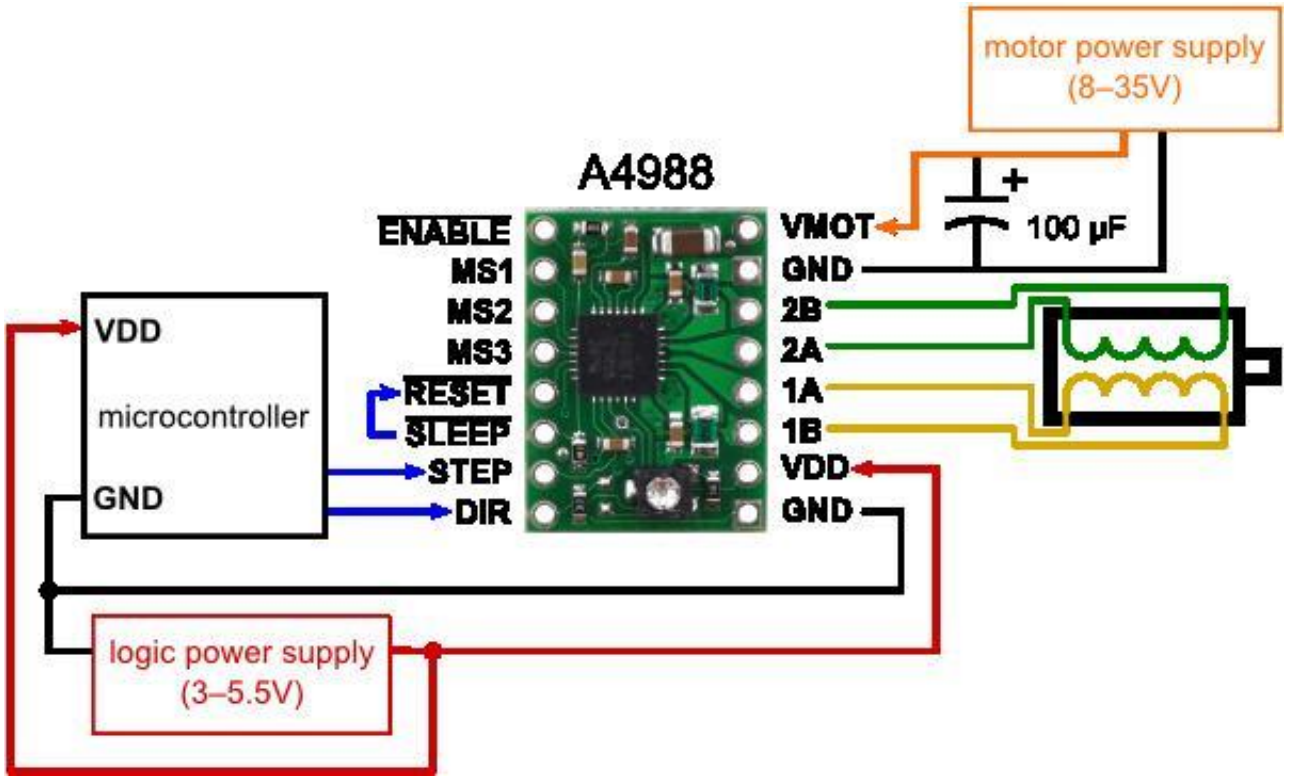 motor power supply
(8–35V)
A4988
+
100 µF
ENABLE
MS1
MS2
MS3
RESET
SLEEP
STEP
DIR
VMOT
GND
2B
2A
1A
1B
VDD
GND
VDD
microcontroller
GND
logic power supply
(3–5.5V)